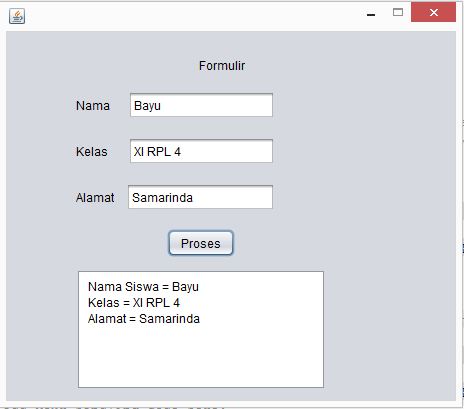 Formulir
Nama Bayu
Kelas XI RPL 4
Alamat Samarinda
Proses
Nama Siswa = Bayu
Kelas = XI RPL 4
Alamat = Samarinda